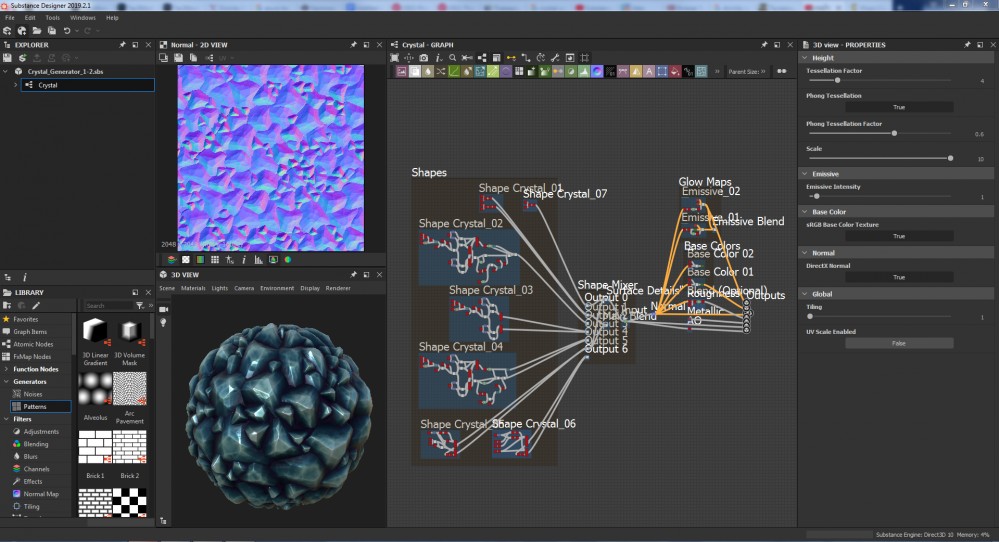 Substance Designer 2019.2.1
File Edit Tools Windows Help
EXPLORER
Crystal_Generator_1-2.sbs
Crystal
Normal - 2D VIEW
2048
3D VIEW
Scene Materials Lights Camera Environment Display Renderer
LIBRARY
Search
Favorites
Graph Items
Atomic Nodes
FxMap Nodes
Function Nodes
Generators
Noises
Patterns
Filters
Adjustments
Blending
Blurs
Channels
Effects
Normal Map
Tiling
3D Linear Gradient
3D Volume Mask
Alveolus
Arc Pavement
Brick 1
Brick 2
Crystal - GRAPH
Parent Size:
Shapes
Shape Crystal_01
Shape Crystal_07
Shape Crystal_02
Shape Crystal_03
Shape Crystal_04
Shape Crystal
Shape Crystal_06
Shape-Mixer
Output 0
Output 4
Output 5
Output 6
Surface Details
Blend (Optional)
Input
Normal
Blend
Glow Maps
Emissive_02
Emissive_01
Emissive Blend
Base Colors
Base Color 02
Base Color 01
Roughness
Metallic
AO
Outputs
3D view - PROPERTIES
Height
Tessellation Factor
4
Phong Tessellation
True
Phong Tessellation Factor
0.6
Scale
10
Emissive
Emissive Intensity
1
Base Color
sRGB Base Color Texture
True
Normal
DirectX Normal
True
Global
Tiling
1
UV Scale Enabled
False
Substance Engine: Direct3D 10 Memory: 4%